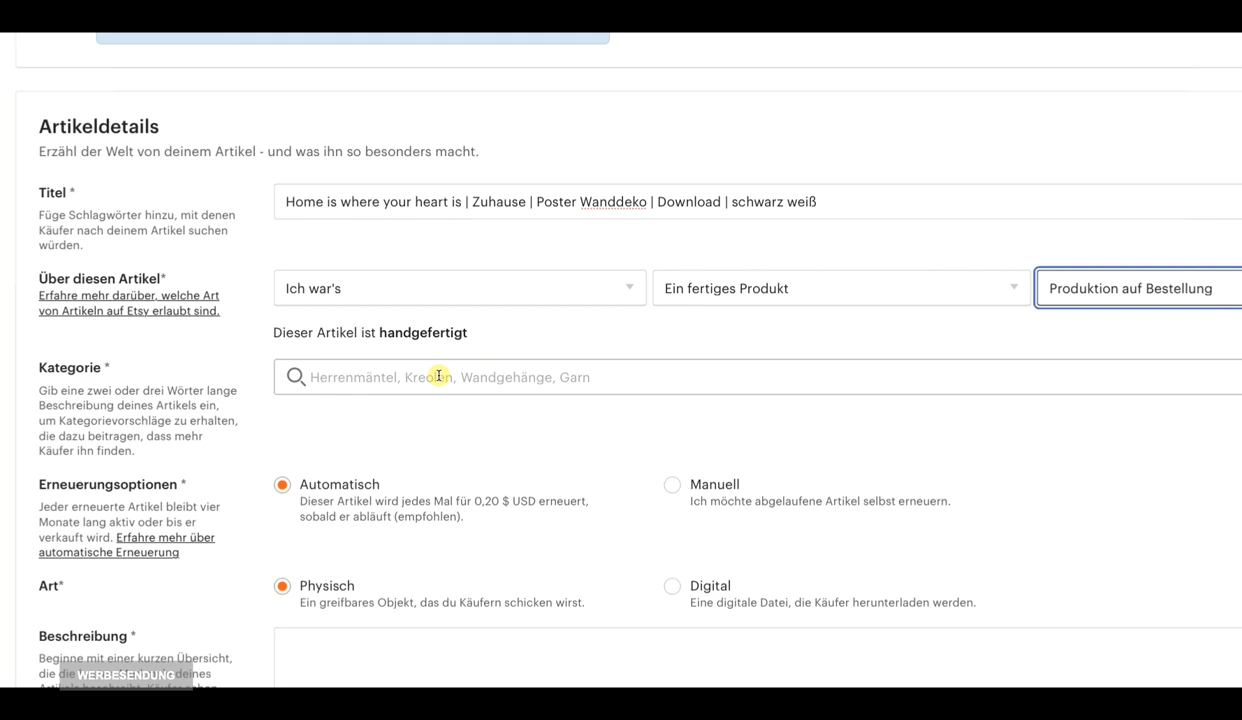 Artikeldetails
Erzähl der Welt von deinem Artikel - und was ihn so besonders macht.
Titel *
Füge Schlagwörter hinzu, mit denen
Käufer nach deinem Artikel suchen
würden.
Home is where your heart is | Zuhause | Poster Wanddeko | Download | schwarz weiß
Über diesen Artikel*
Erfahre mehr darüber, welche Art
von Artikeln auf Etsy erlaubt sind.
Ich war's
Ein fertiges Produkt
Produktion auf Bestellung
Dieser Artikel ist handgefertigt
Kategorie *
Gib eine zwei oder drei Wörter lange
Beschreibung deines Artikels ein,
um Kategorievorschläge zu erhalten,
die dazu beitragen, dass mehr
Käufer ihn finden.
Herrenmäntel, Kreolen, Wandgehänge, Garn
Erneuerungsoptionen *
Jeder erneuerte Artikel bleibt vier
Monate lang aktiv oder bis er
verkauft wird. Erfahre mehr über
automatische Erneuerung
Automatisch
Dieser Artikel wird jedes Mal für 0,20 $ USD erneuert,
sobald er abläuft (empfohlen).
Manuell
Ich möchte abgelaufene Artikel selbst erneuern.
Art*
Physisch
Ein greifbares Objekt, das du Käufern schicken wirst.
Digital
Eine digitale Datei, die Käufer herunterladen werden.
Beschreibung *
Beginne mit einer kurzen Übersicht,
die die
deines
WERBESENDUNG